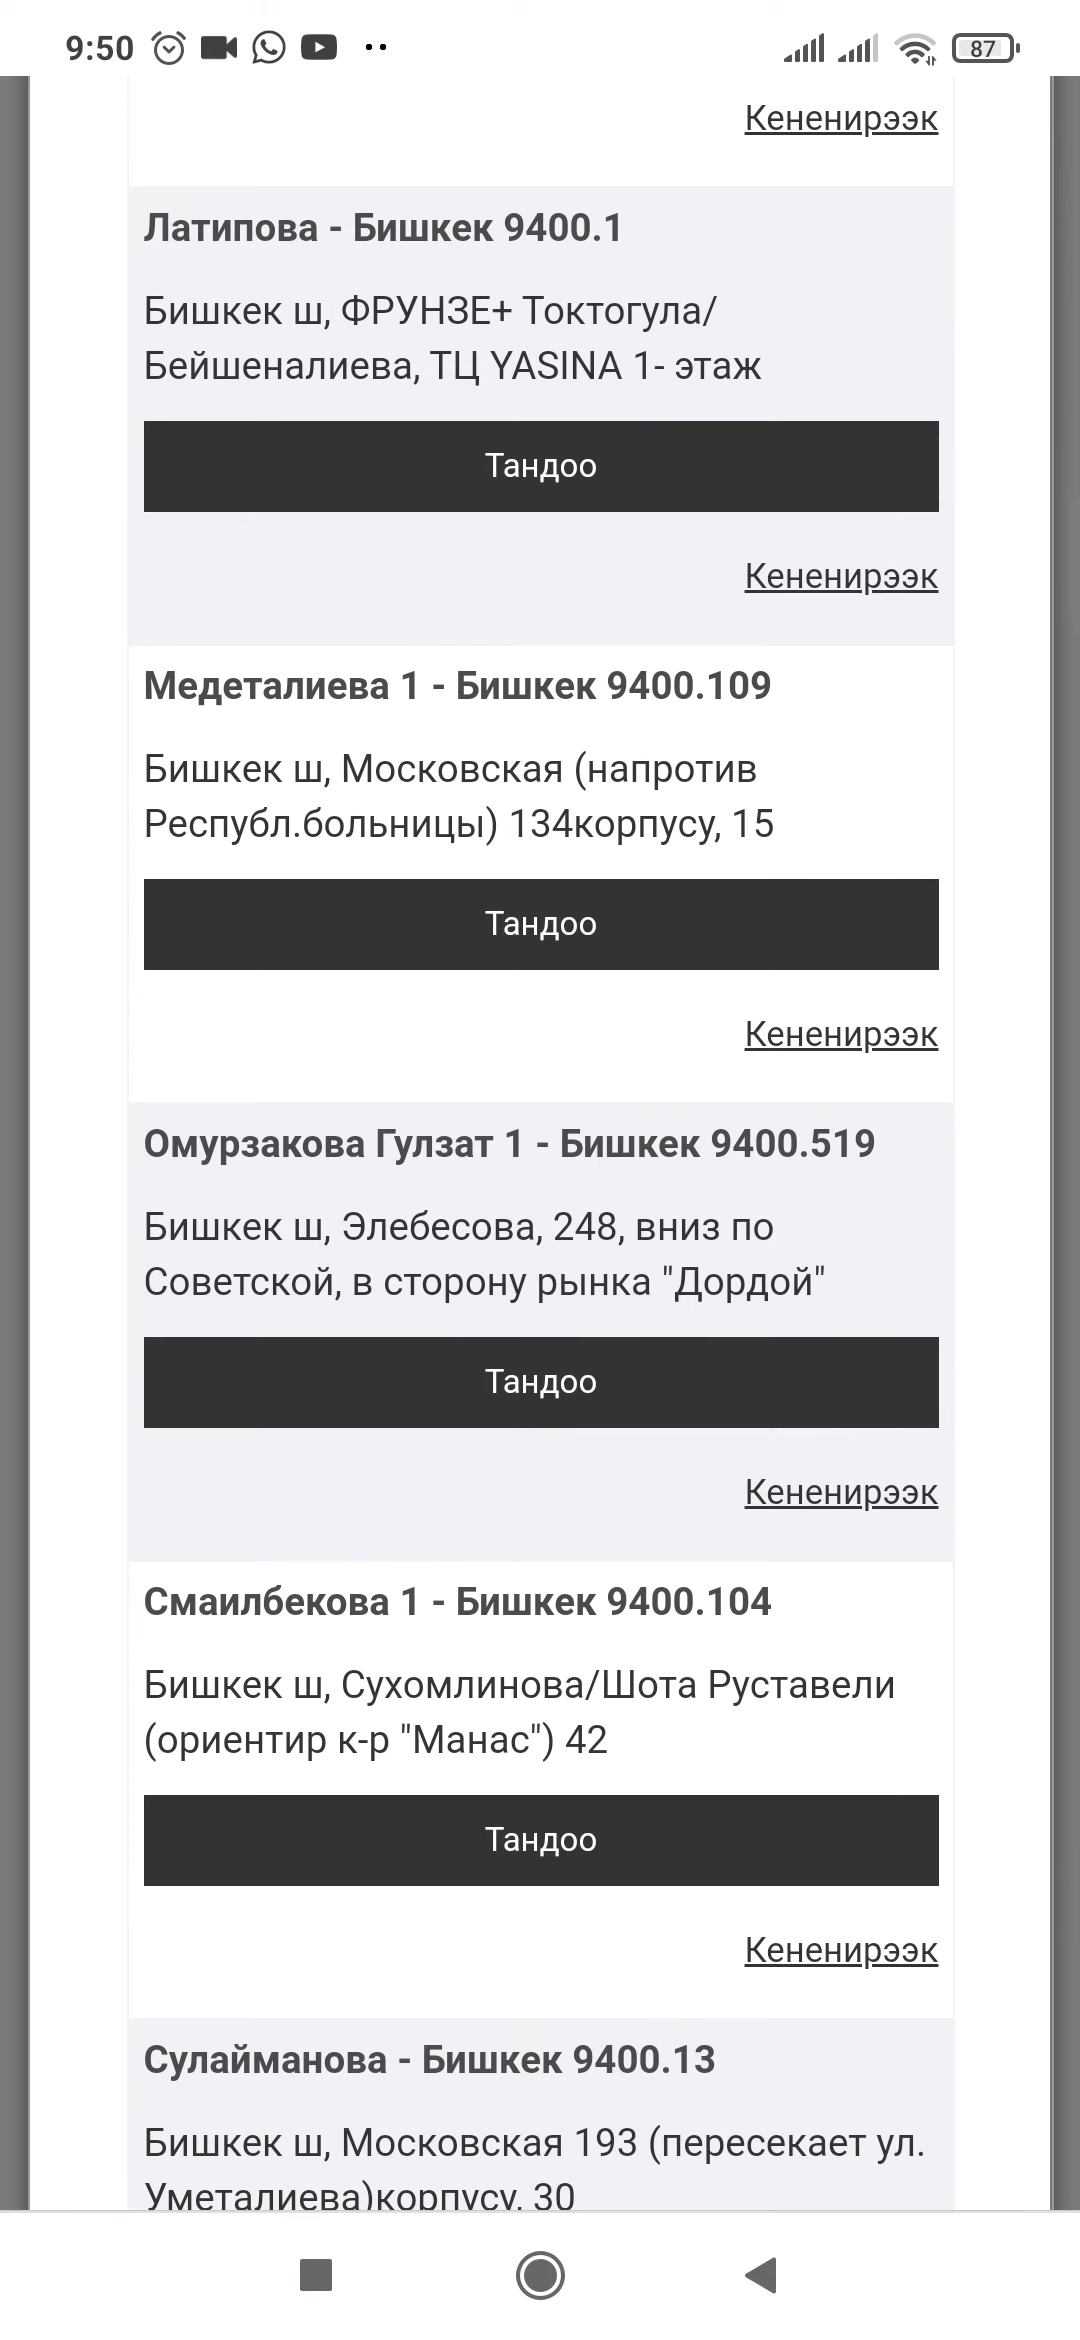 9:50
87
Кененирээк
Латипова - Бишкек 9400.1
Бишкек ш, ФРУНЗЕ+ Токтогула/
Бейшеналиева, ТЦ YASINA 1- этаж
Тандоо
Кененирээк
Медеталиева 1 - Бишкек 9400.109
Бишкек ш, Московская (напротив
Республ.больницы) 134корпусу, 15
Тандоо
Кененирээк
Омурзакова Гулзат 1 - Бишкек 9400.519
Бишкек ш, Элебесова, 248, вниз по
Советской, в сторону рынка "Дордой"
Тандоо
Кененирээк
Смаилбекова 1 - Бишкек 9400.104
Бишкек ш, Сухомлинова/Шота Руставели
(ориентир к-р "Манас") 42
Тандоо
Кененирээк
Сулайманова - Бишкек 9400.13
Бишкек ш, Московская 193 (пересекает ул.
Уметалиева)корпусу, 30